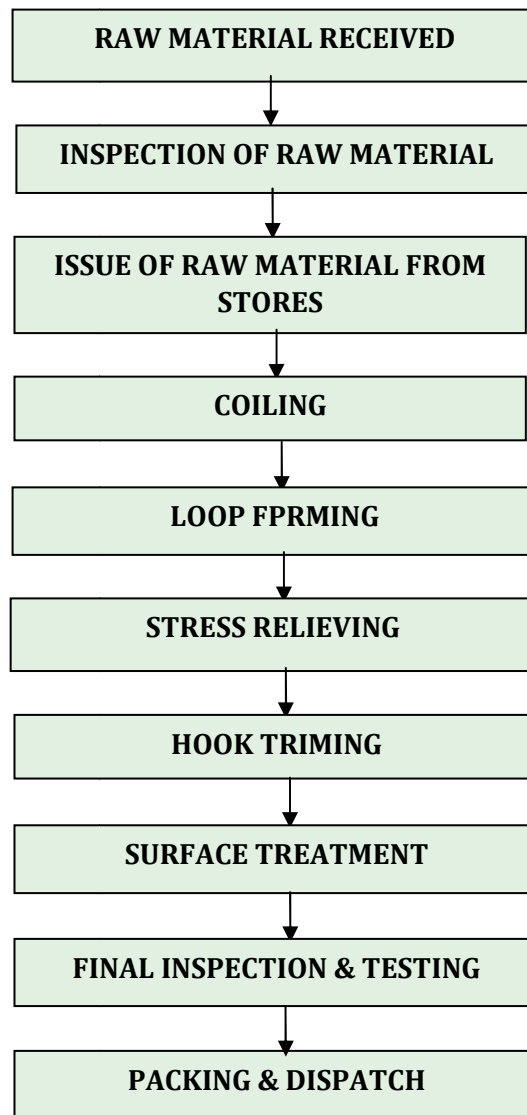 RAW MATERIAL RECEIVED
INSPECTION OF RAW MATERIAL
ISSUE OF RAW MATERIAL FROM
STORES
COILING
LOOP FPRMING
STRESS RELIEVING
HOOK TRIMING
SURFACE TREATMENT
FINAL INSPECTION & TESTING
PACKING & DISPATCH